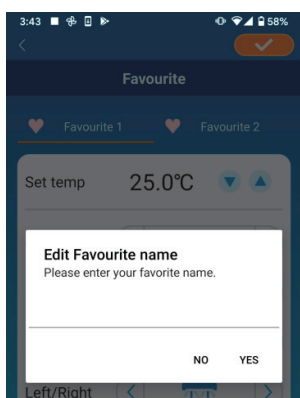 3:43 58%
Favourite
Favourite 1 Favourite 2
Set temp 25.0°C
Edit Favourite name
Please enter your favorite name.
NO YES
Left/Right